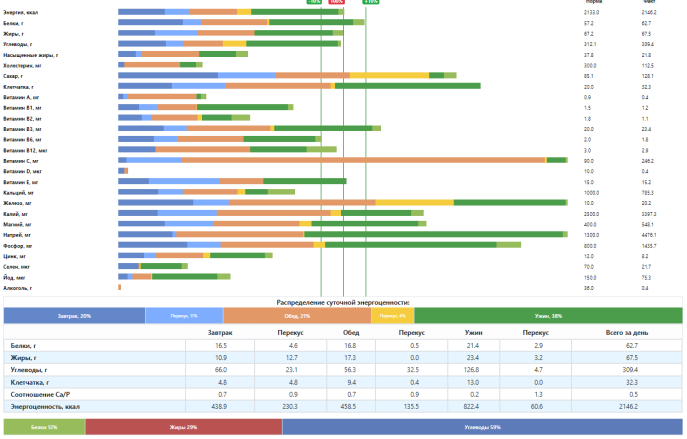 -10% 100% +10% норма факт
Энергия, ккал 2133.0 2146.2
Белки, г 57.2 62.7
Жиры, г 67.2 67.5
Углеводы, г 312.1 309.4
Насыщенные жиры, г 37.8 21.8
Холестерин, мг 300.0 112.5
Сахар, г 85.1 128.1
Клетчатка, г 20.0 32.3
Витамин А, мг 0.9 0.4
Витамин В1, мг 1.5 1.2
Витамин В2, мг 1.8 1.1
Витамин В3, мг 20.0 23.4
Витамин В6, мг 2.0 1.8
Витамин В12, мкг 3.0 2.9
Витамин С, мг 90.0 246.2
Витамин D, мкг 10.0 0.4
Витамин Е, мг 15.0 15.2
Кальций, мг 1000.0 785.3
Железо, мг 10.0 20.2
Калий, мг 2500.0 3397.3
Магний, мг 400.0 548.1
Натрий, мг 1300.0 4476.1
Фосфор, мг 800.0 1435.7
Цинк, мг 12.0 8.2
Селен, мкг 70.0 21.7
Йод, мкг 150.0 75.3
Алкоголь, г 36.0 0.4
Распределение суточной энергоценности:
Завтрак, 20% Перекус, 11% Обед, 21% Перекус, 6% Ужин, 38%
Завтрак Перекус Обед Перекус Ужин Перекус Всего за день
Белки, г 16.5 4.6 16.8 0.5 21.4 2.9 62.7
Жиры, г 10.9 12.7 17.3 0.0 23.4 3.2 67.5
Углеводы, г 66.0 23.1 56.3 32.5 126.8 4.7 309.4
Клетчатка, г 4.8 4.8 9.4 0.4 13.0 0.0 32.3
Соотношение Ca/P 0.7 0.9 0.7 0.9 0.2 1.3 0.5
Энергоценность, ккал 438.9 230.3 458.5 135.5 822.4 60.6 2146.2
Белки 12% Жиры 29% Углеводы 59%